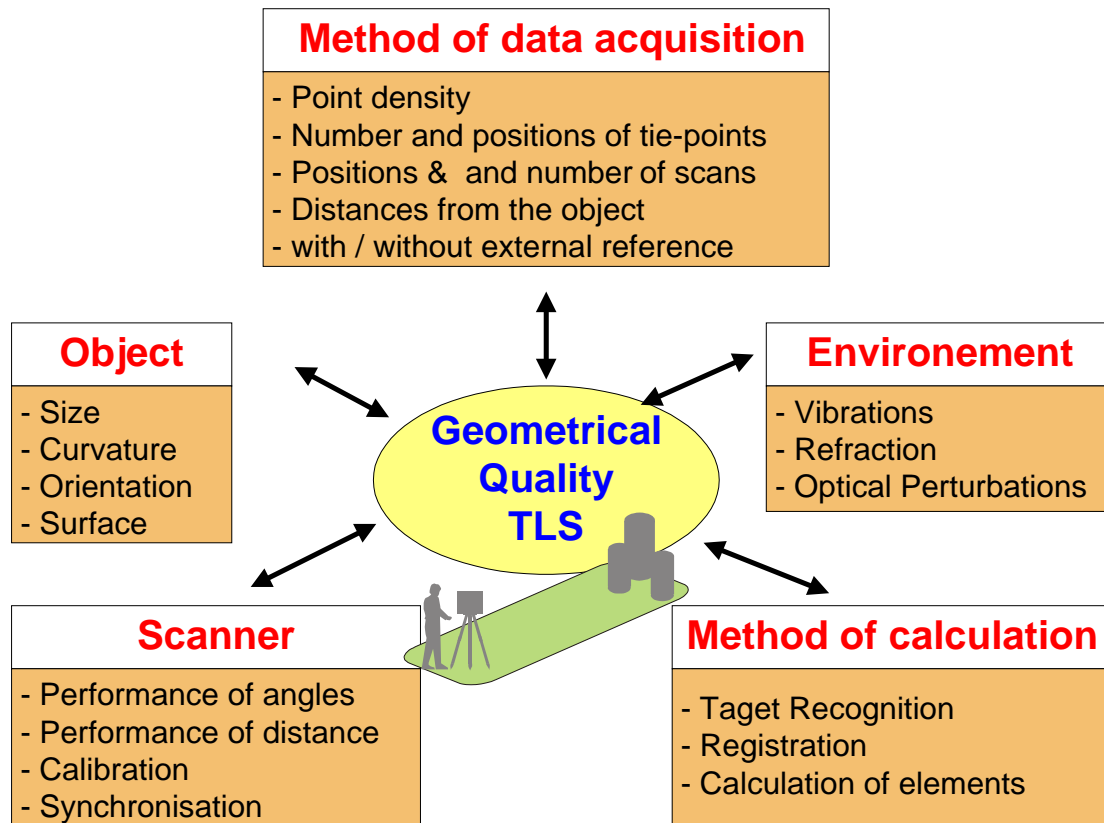 Method of data acquisition
- Point density
- Number and positions of tie-points
- Positions &  and number of scans
- Distances from the object
- with / without external reference
Object
- Size
- Curvature
- Orientation
- Surface
Environement
- Vibrations
- Refraction
- Optical Perturbations
Geometrical
Quality
TLS
Scanner
- Performance of angles
- Performance of distance
- Calibration
- Synchronisation
Method of calculation
- Taget Recognition
- Registration
- Calculation of elements